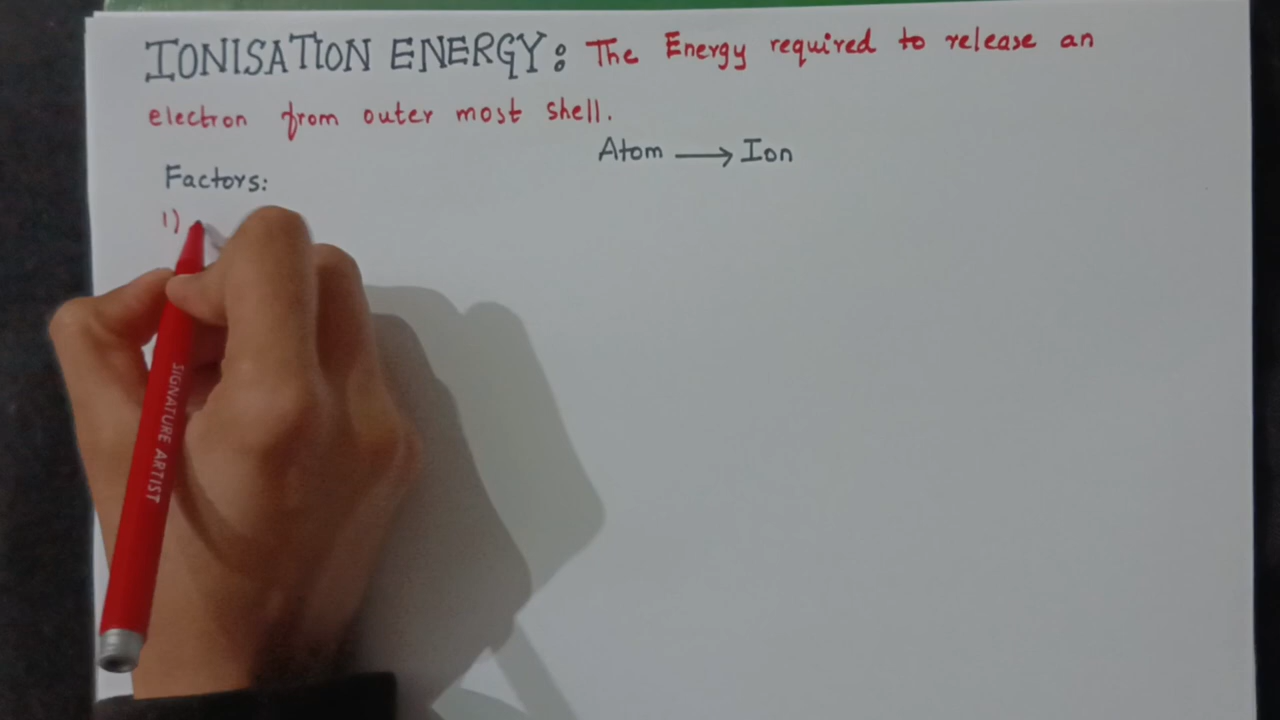 IONISATION ENERGY: The Energy required to release an
electron from outer most shell.
Atom → Ion
Factors:
1)
SIGNATURE ARTIST